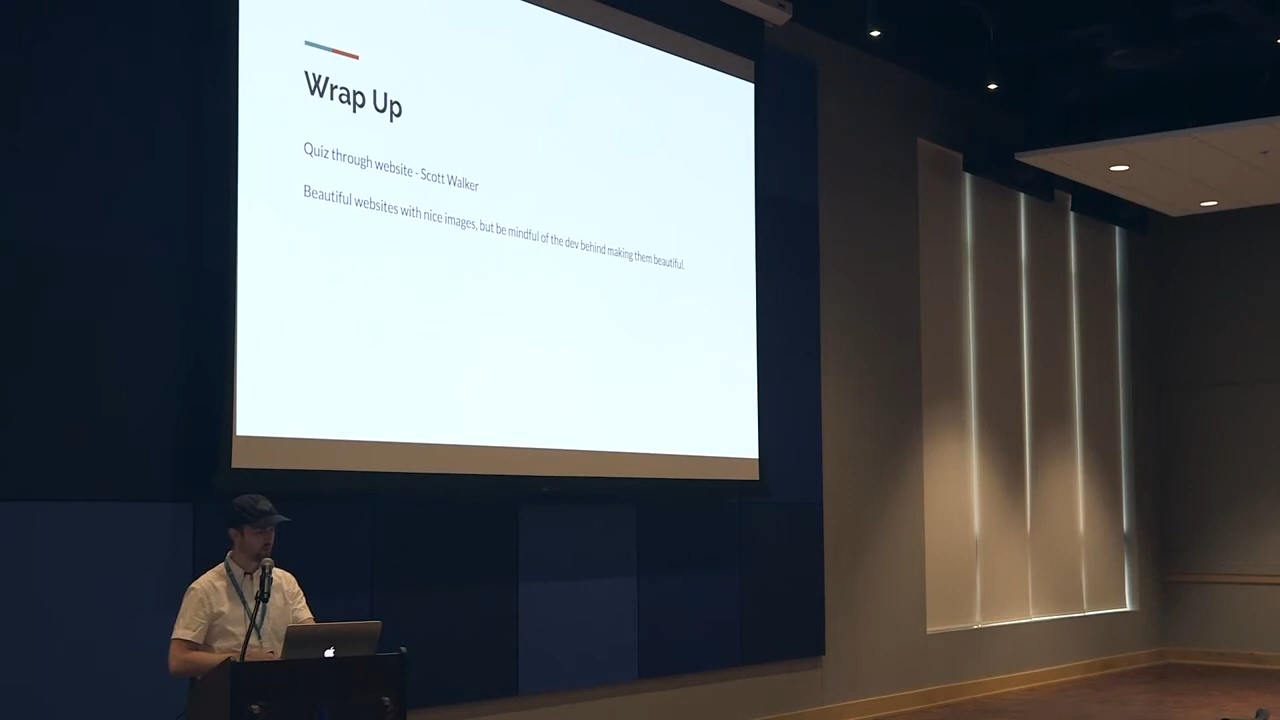 Wrap Up
Quiz through website - Scott Walker
Beautiful websites with nice images, but be mindful of the dev behind making them beautiful.